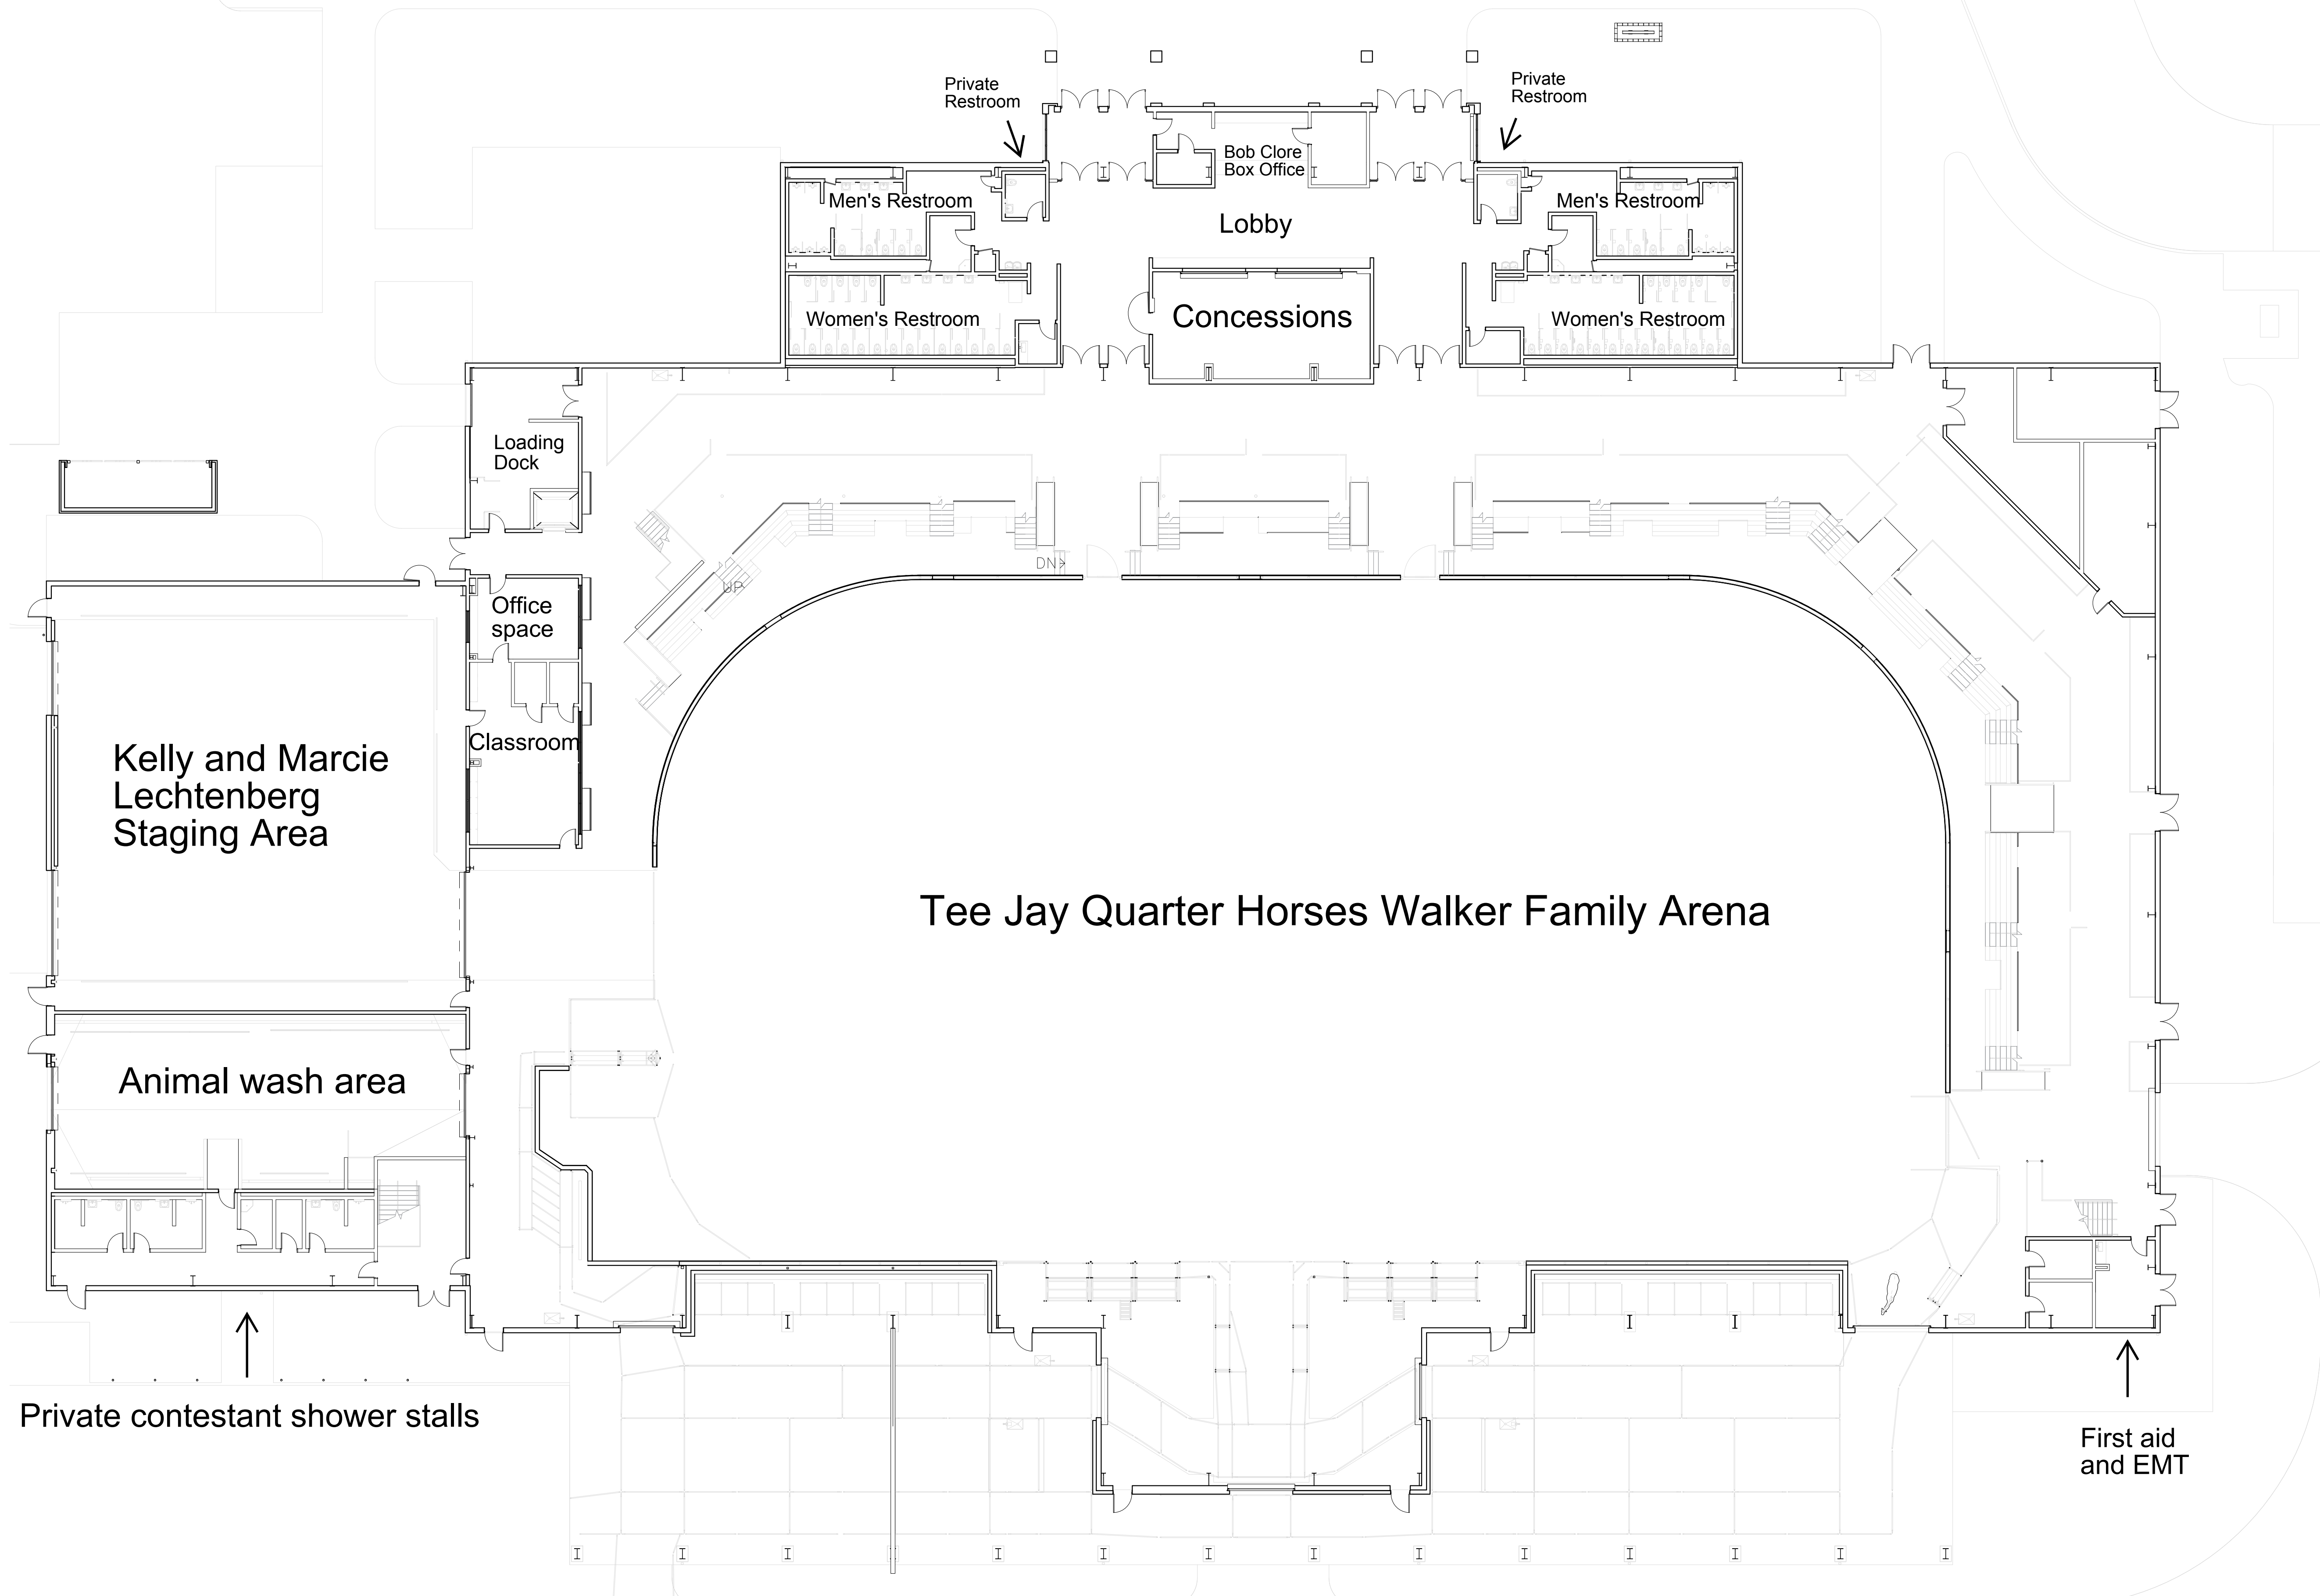 Private
Restroom
Private
Restroom
Bob Clore
Box Office
Men's Restroom
Men's Restroom
Lobby
Women's Restroom
Concessions
Women's Restroom
Loading
Dock
DN
UP
Office
space
Classroom
Kelly and Marcie
Lechtenberg
Staging Area
Tee Jay Quarter Horses Walker Family Arena
Animal wash area
Private contestant shower stalls
First aid
and EMT